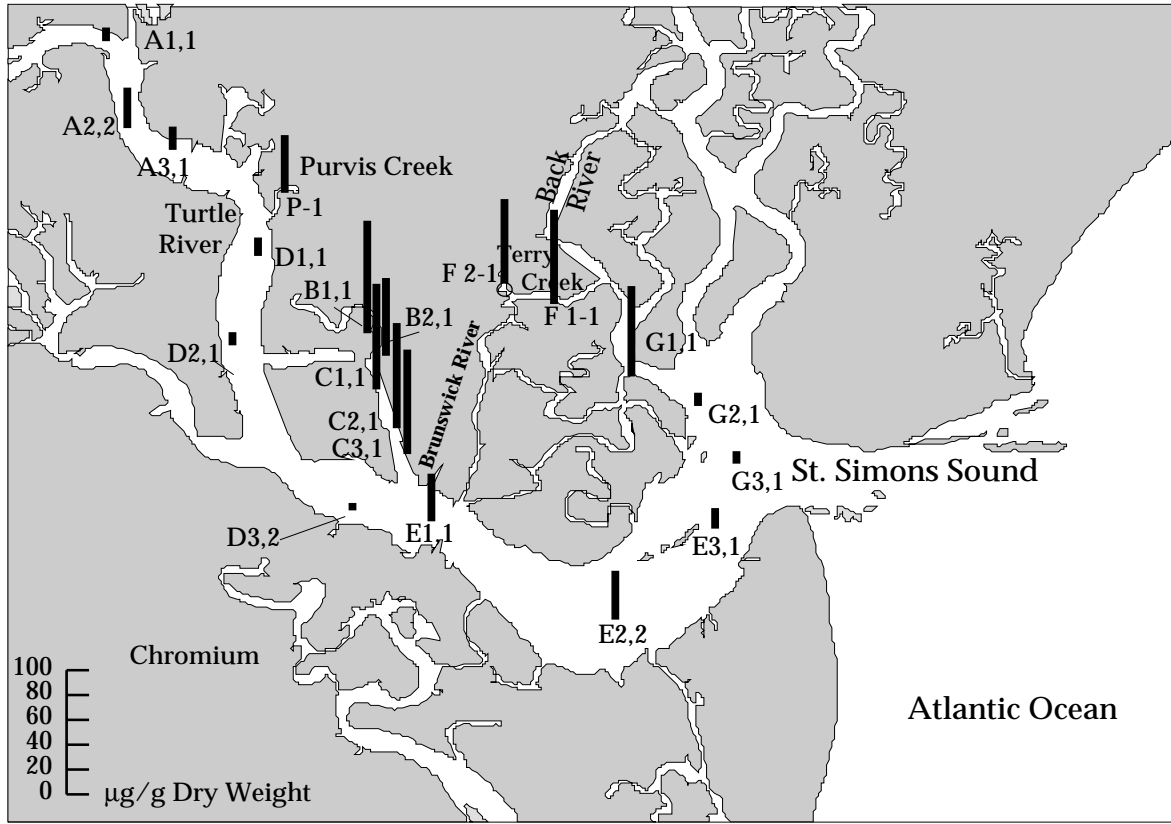 A1,1
A2,2
A3,1
Purvis Creek
P-1
Turtle
River
D1,1
Back
River
F 2-1
Terry
Creek
F 1-1
B1,1
B2,1
D2,1
C1,1
C2,1
C3,1
Brunswick River
G1,1
G2,1
G3,1
St. Simons Sound
D3,2
E1,1
E3,1
E2,2
Chromium
100
80
60
40
20
0
µg/g Dry Weight
Atlantic Ocean